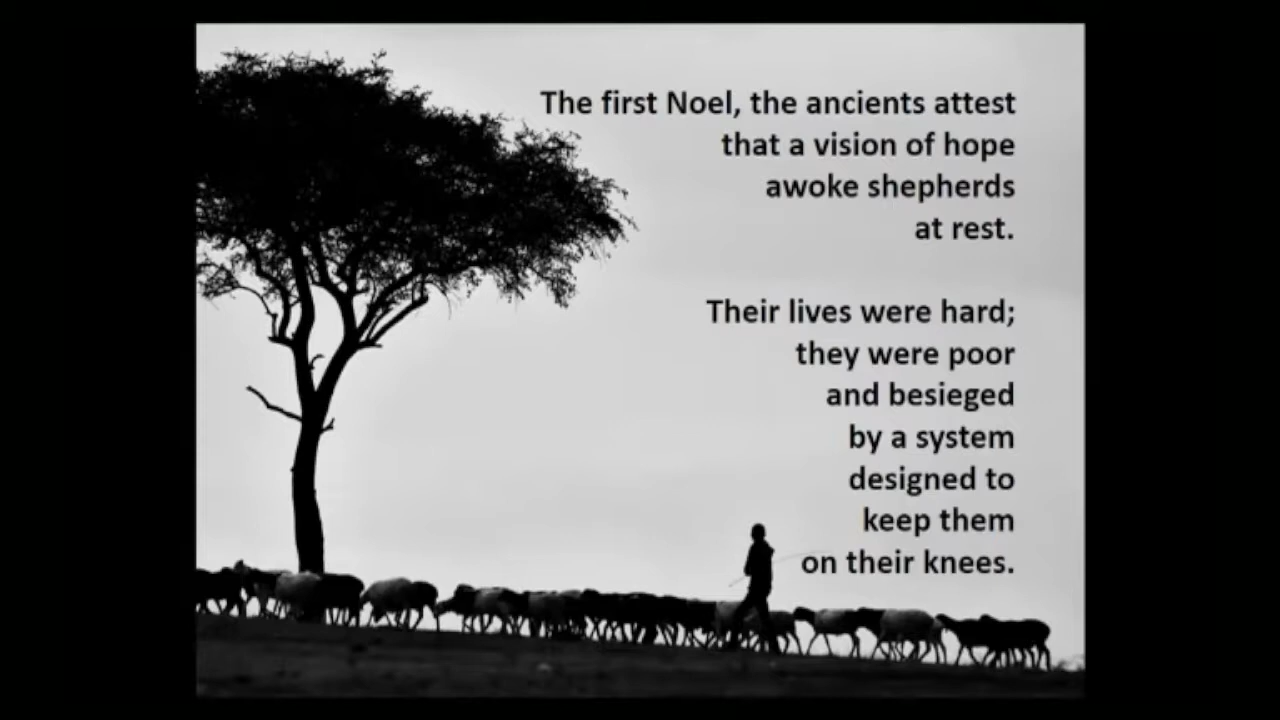 The first Noel, the ancients attest
that a vision of hope
awoke shepherds
at rest.
Their lives were hard;
they were poor
and besieged
by a system
designed to
keep them
on their knees.